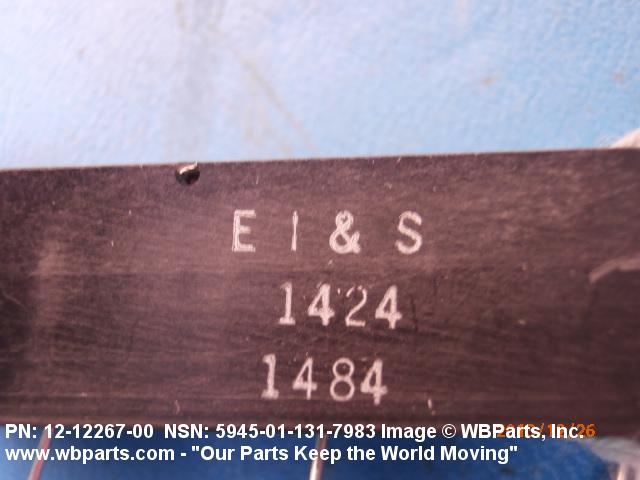 E I & S
1424
1484
PN: 12-12267-00 NSN: 5945-01-131-7983 Image © WBParts, Inc.
www.wbparts.com - "Our Parts Keep the World Moving"